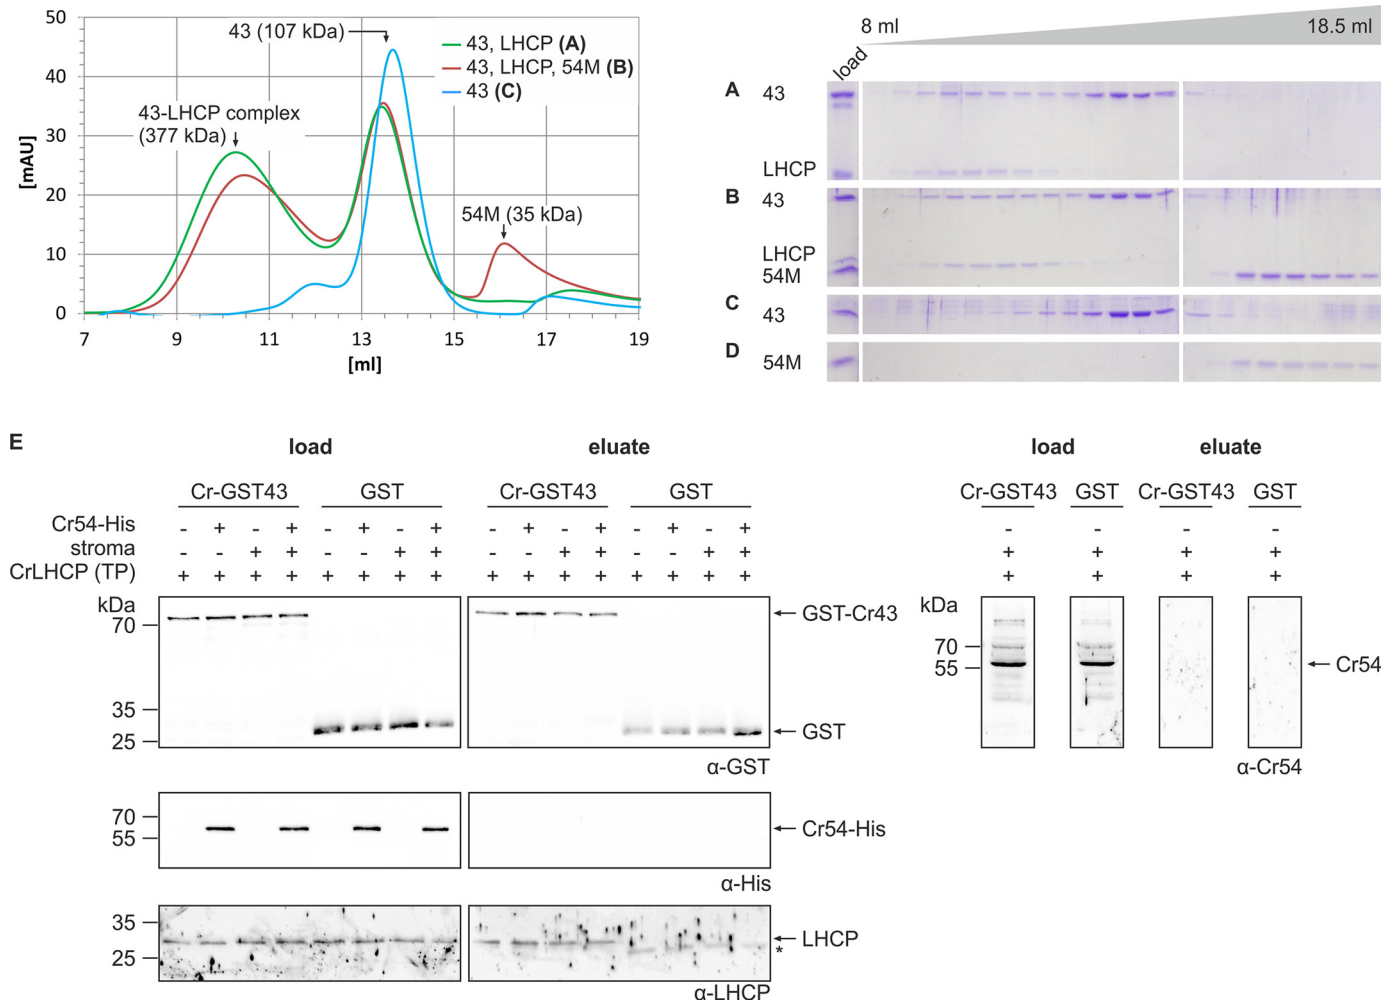 50
40
30
20
10
0
[mAU]
7 9 11 13 15 17 19
[ml]
43 (107 kDa)
43, LHCP (A)
43, LHCP, 54M (B)
43 (C)
43-LHCP complex
(377 kDa)
54M (35 kDa)
8 ml 18.5 ml
load
A 43
LHCP
B 43
LHCP
54M
C 43
D 54M
E
load eluate
Cr-GST43 GST Cr-GST43 GST
Cr54-His - + - + - + - + - + - + - + - +
stroma - - + + - - + + - - + + - - + +
CrLHCP (TP) + + + + + + + + + + + + + + + +
kDa
70
35
25
GST-Cr43
GST
α-GST
70
55
Cr54-His
α-His
35
25
LHCP
*
α-LHCP
load eluate
Cr-GST43 GST Cr-GST43 GST
- - - -
+ + + +
+ + + +
kDa
70
55
Cr54
α-Cr54